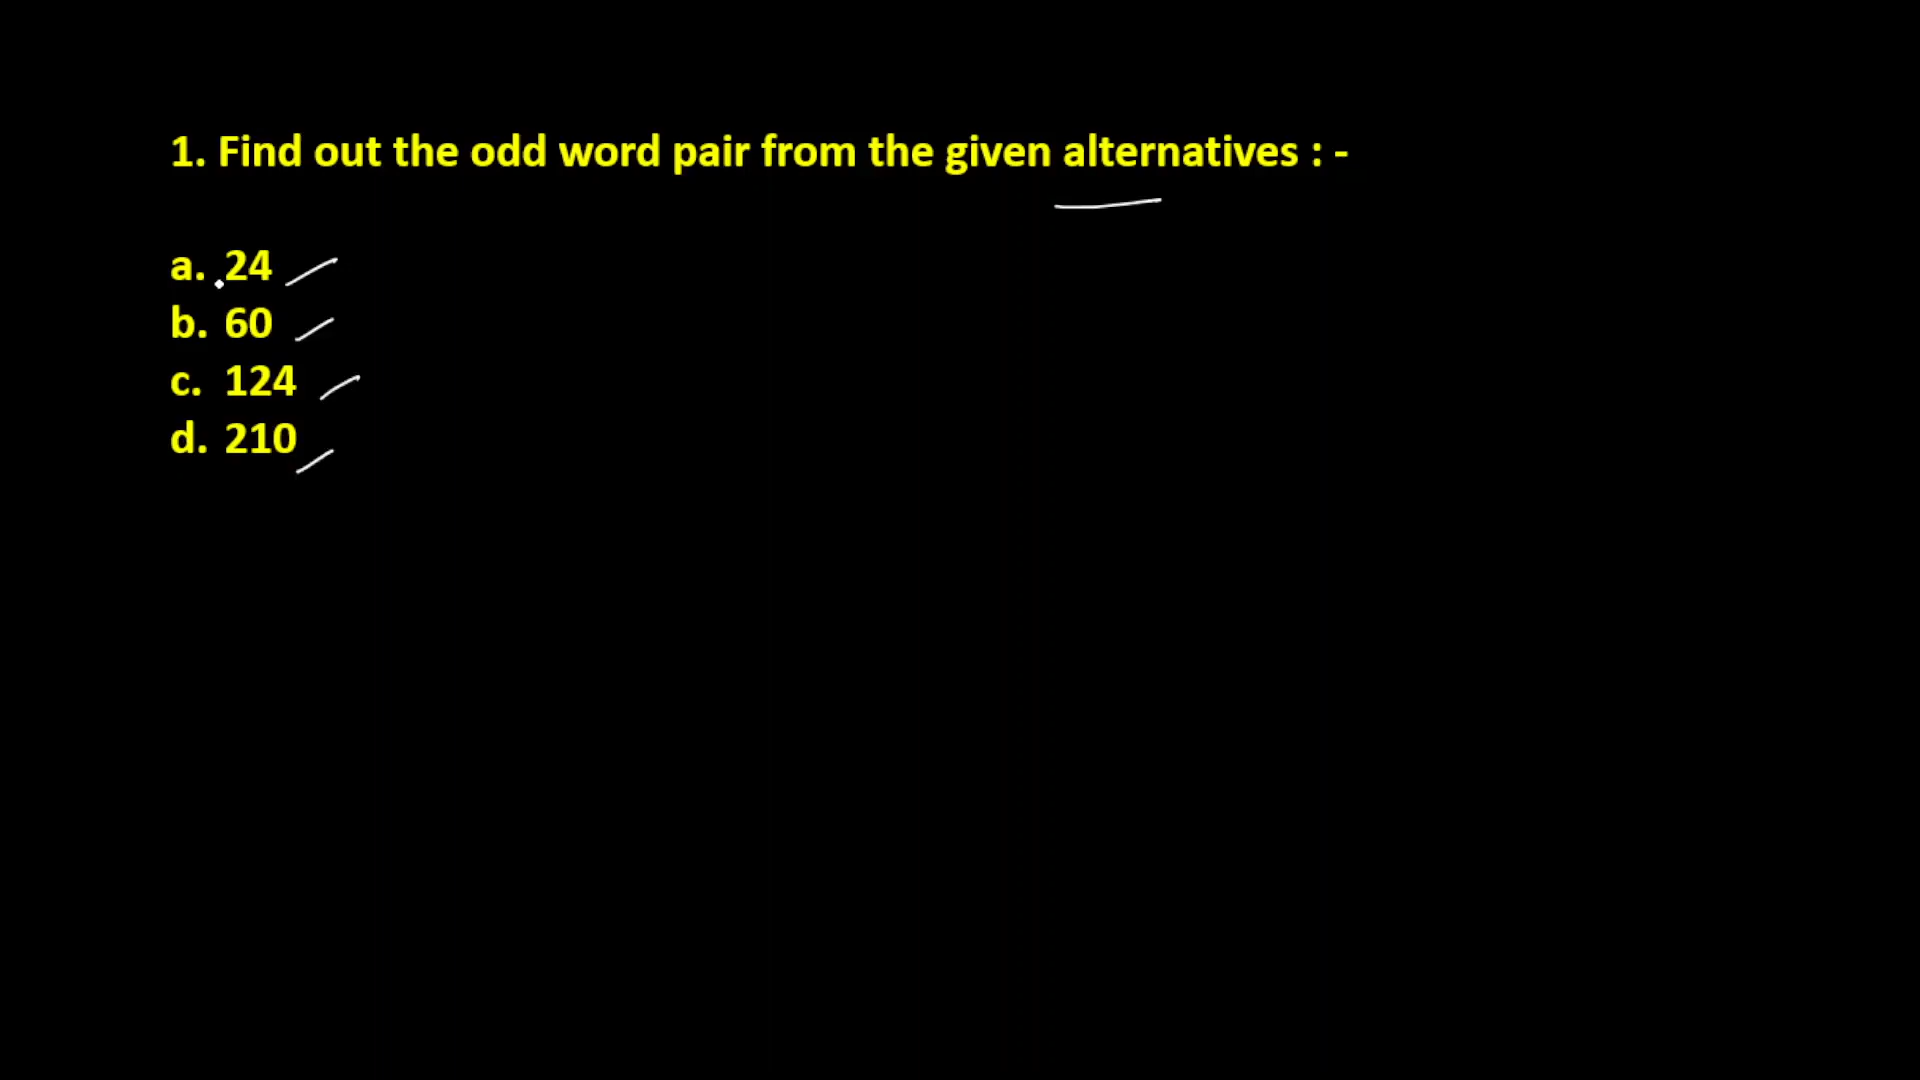 1. Find out the odd word pair from the given alternatives : -
a. 24
b. 60
c. 124
d. 210